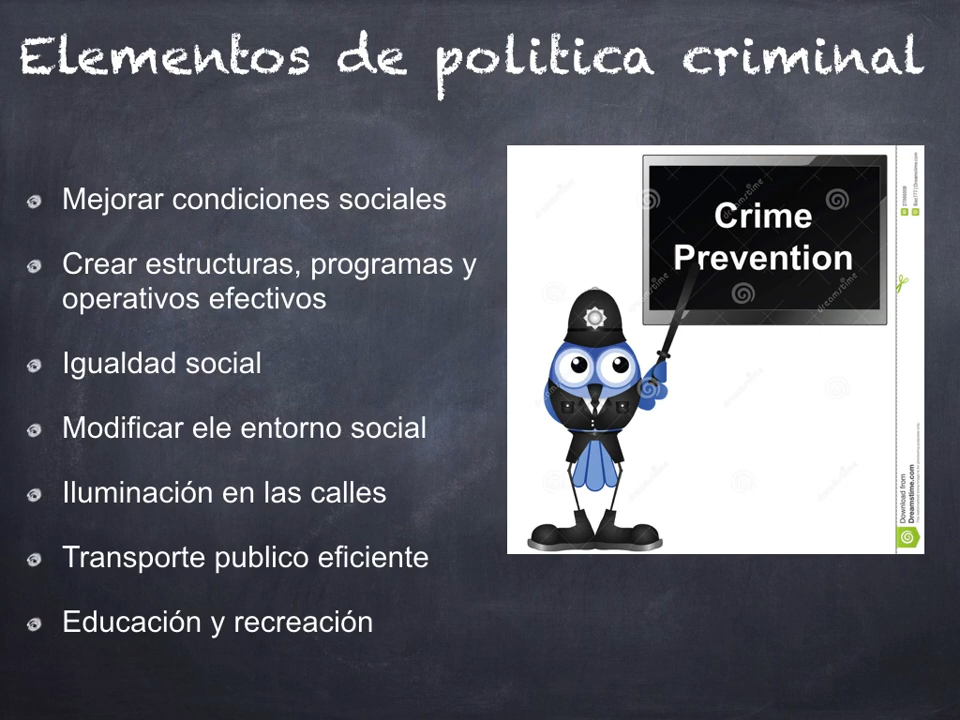 Elementos de politica criminal
Mejorar condiciones sociales
Crear estructuras, programas y
operativos efectivos
Igualdad social
Modificar ele entorno social
Iluminación en las calles
Transporte publico eficiente
Educación y recreación
Crime
Prevention
dreamstime
Download from
Dreamstime.com